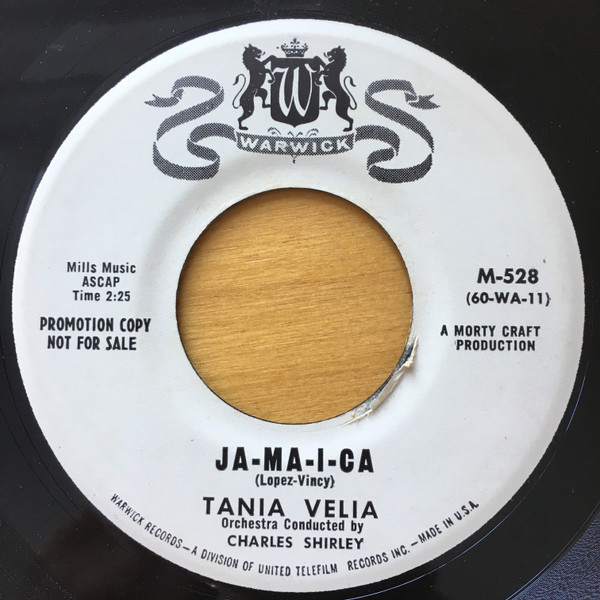 W
WARWICK
Mills Music
ASCAP
Time 2:25
PROMOTION COPY
NOT FOR SALE
M-528
(60-WA-11)
A MORTY CRAFT
PRODUCTION
JA-MA-I-CA
(Lopez-Vincy)
TANIA VELIA
Orchestra Conducted by
CHARLES SHIRLEY
WARWICK RECORDS—A DIVISION OF UNITED TELEFILM RECORDS INC.—MADE IN U.S.A.